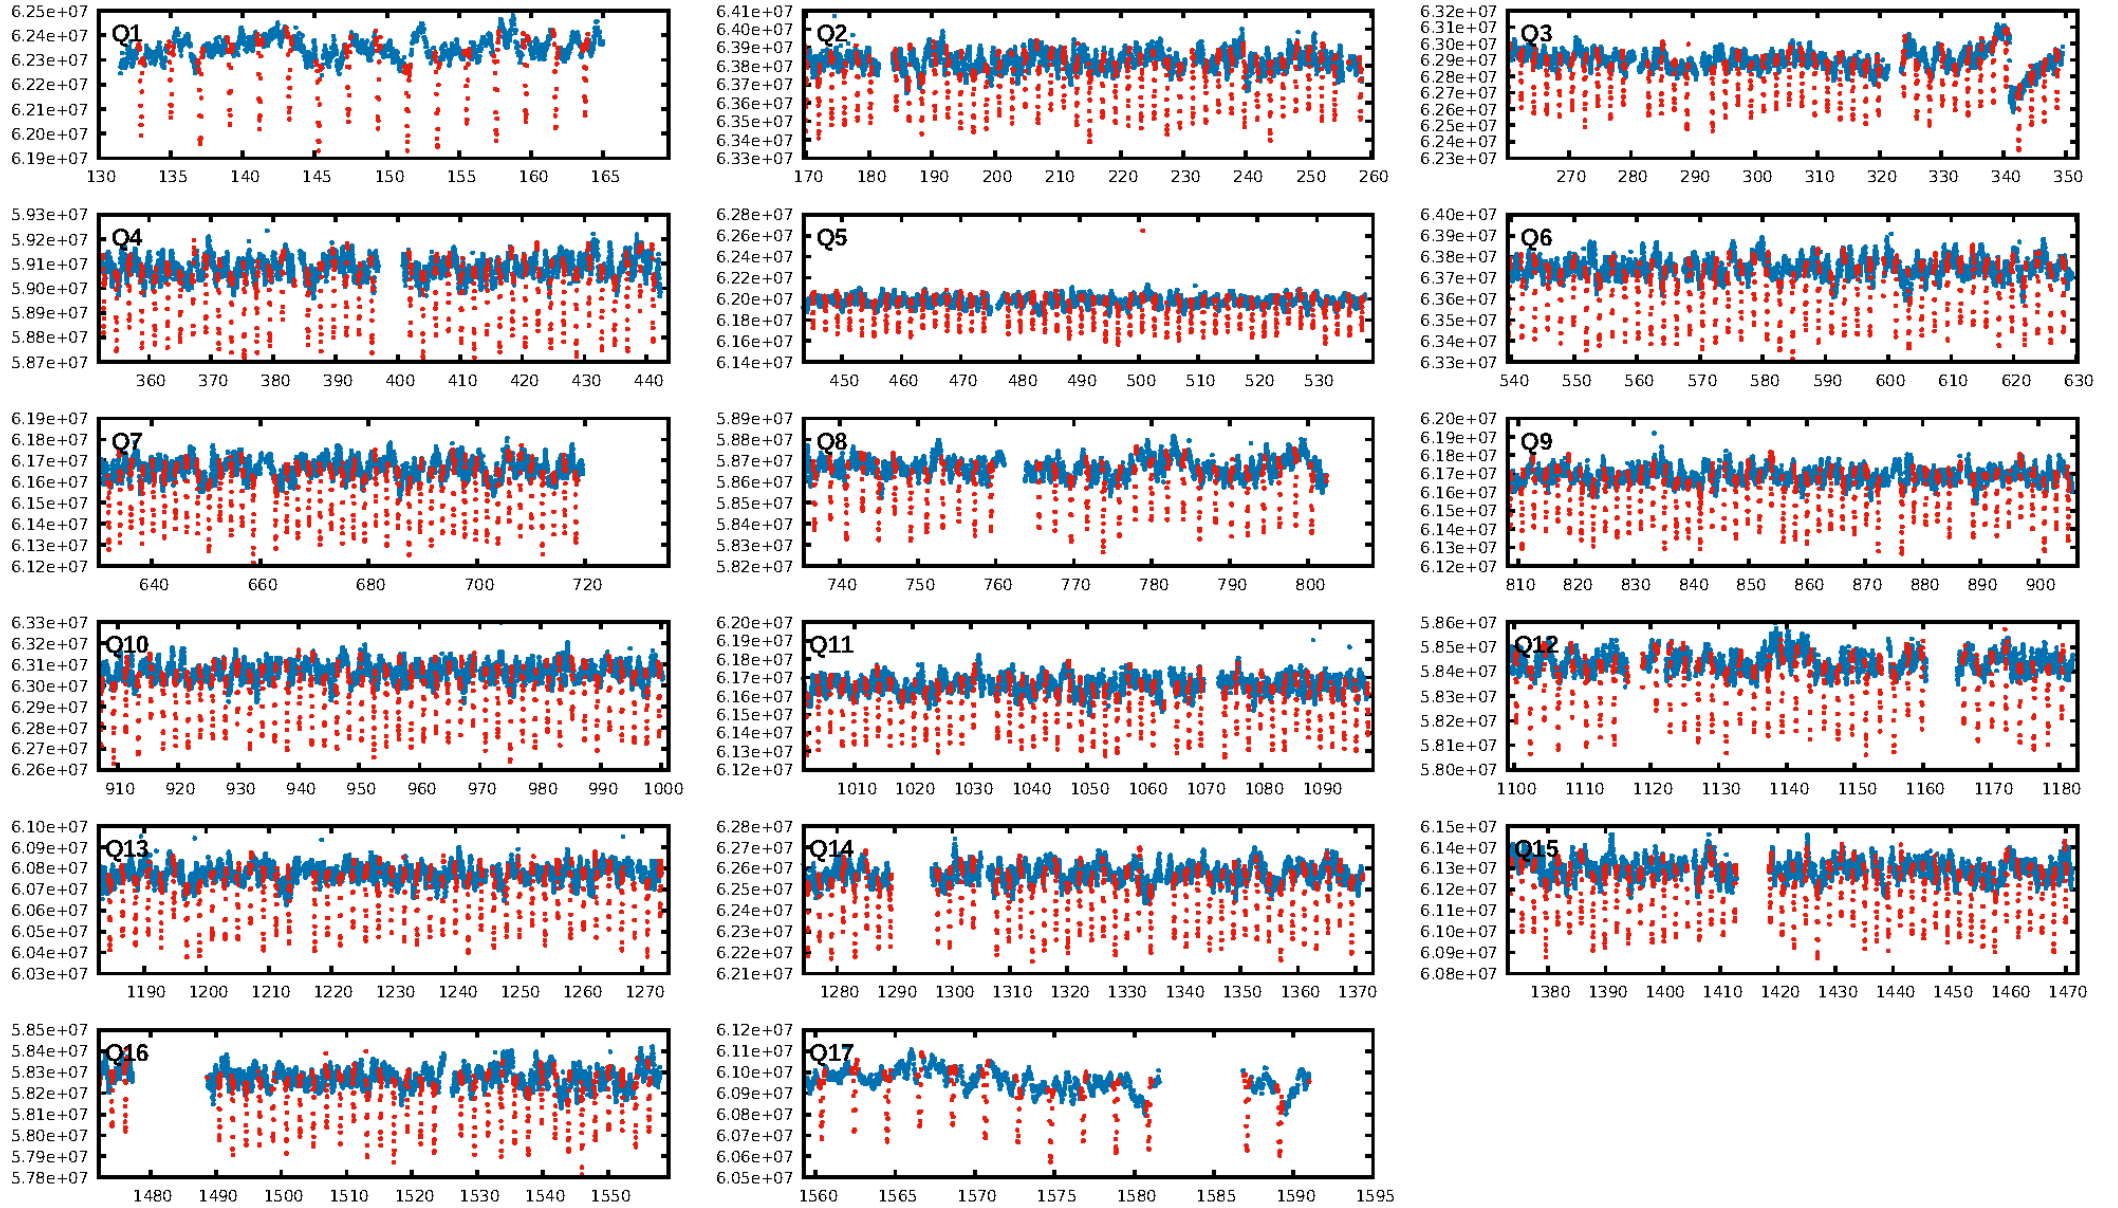 6.25e+07
6.24e+07
6.23e+07
6.22e+07
6.21e+07
6.20e+07
6.19e+07
Q1
130 135 140 145 150 155 160 165
6.41e+07
6.40e+07
6.39e+07
6.38e+07
6.37e+07
6.36e+07
6.35e+07
6.34e+07
6.33e+07
Q2
170 180 190 200 210 220 230 240 250 260
6.32e+07
6.31e+07
6.30e+07
6.29e+07
6.28e+07
6.27e+07
6.26e+07
6.25e+07
6.24e+07
6.23e+07
Q3
270 280 290 300 310 320 330 340 350
5.93e+07
5.92e+07
5.91e+07
5.90e+07
5.89e+07
5.88e+07
5.87e+07
Q4
360 370 380 390 400 410 420 430 440
6.28e+07
6.26e+07
6.24e+07
6.22e+07
6.20e+07
6.18e+07
6.16e+07
6.14e+07
Q5
450 460 470 480 490 500 510 520 530
6.40e+07
6.39e+07
6.38e+07
6.37e+07
6.36e+07
6.35e+07
6.34e+07
6.33e+07
Q6
540 550 560 570 580 590 600 610 620 630
6.19e+07
6.18e+07
6.17e+07
6.16e+07
6.15e+07
6.14e+07
6.13e+07
6.12e+07
Q7
640 660 680 700 720
5.89e+07
5.88e+07
5.87e+07
5.86e+07
5.85e+07
5.84e+07
5.83e+07
5.82e+07
Q8
740 750 760 770 780 790 800
6.20e+07
6.19e+07
6.18e+07
6.17e+07
6.16e+07
6.15e+07
6.14e+07
6.13e+07
6.12e+07
Q9
810 820 830 840 850 860 870 880 890 900
6.33e+07
6.32e+07
6.31e+07
6.30e+07
6.29e+07
6.28e+07
6.27e+07
6.26e+07
Q10
910 920 930 940 950 960 970 980 990 1000
6.20e+07
6.19e+07
6.18e+07
6.17e+07
6.16e+07
6.15e+07
6.14e+07
6.13e+07
6.12e+07
Q11
1010 1020 1030 1040 1050 1060 1070 1080 1090
5.86e+07
5.85e+07
5.84e+07
5.83e+07
5.82e+07
5.81e+07
5.80e+07
Q12
1100 1110 1120 1130 1140 1150 1160 1170 1180
6.10e+07
6.09e+07
6.08e+07
6.07e+07
6.06e+07
6.05e+07
6.04e+07
6.03e+07
Q13
1190 1200 1210 1220 1230 1240 1250 1260 1270
6.28e+07
6.27e+07
6.26e+07
6.25e+07
6.24e+07
6.23e+07
6.22e+07
6.21e+07
Q14
1280 1290 1300 1310 1320 1330 1340 1350 1360 1370
6.15e+07
6.14e+07
6.13e+07
6.12e+07
6.11e+07
6.10e+07
6.09e+07
6.08e+07
Q15
1380 1390 1400 1410 1420 1430 1440 1450 1460 1470
5.85e+07
5.84e+07
5.83e+07
5.82e+07
5.81e+07
5.80e+07
5.79e+07
5.78e+07
Q16
1480 1490 1500 1510 1520 1530 1540 1550
6.12e+07
6.11e+07
6.10e+07
6.09e+07
6.08e+07
6.07e+07
6.06e+07
6.05e+07
Q17
1560 1565 1570 1575 1580 1585 1590 1595